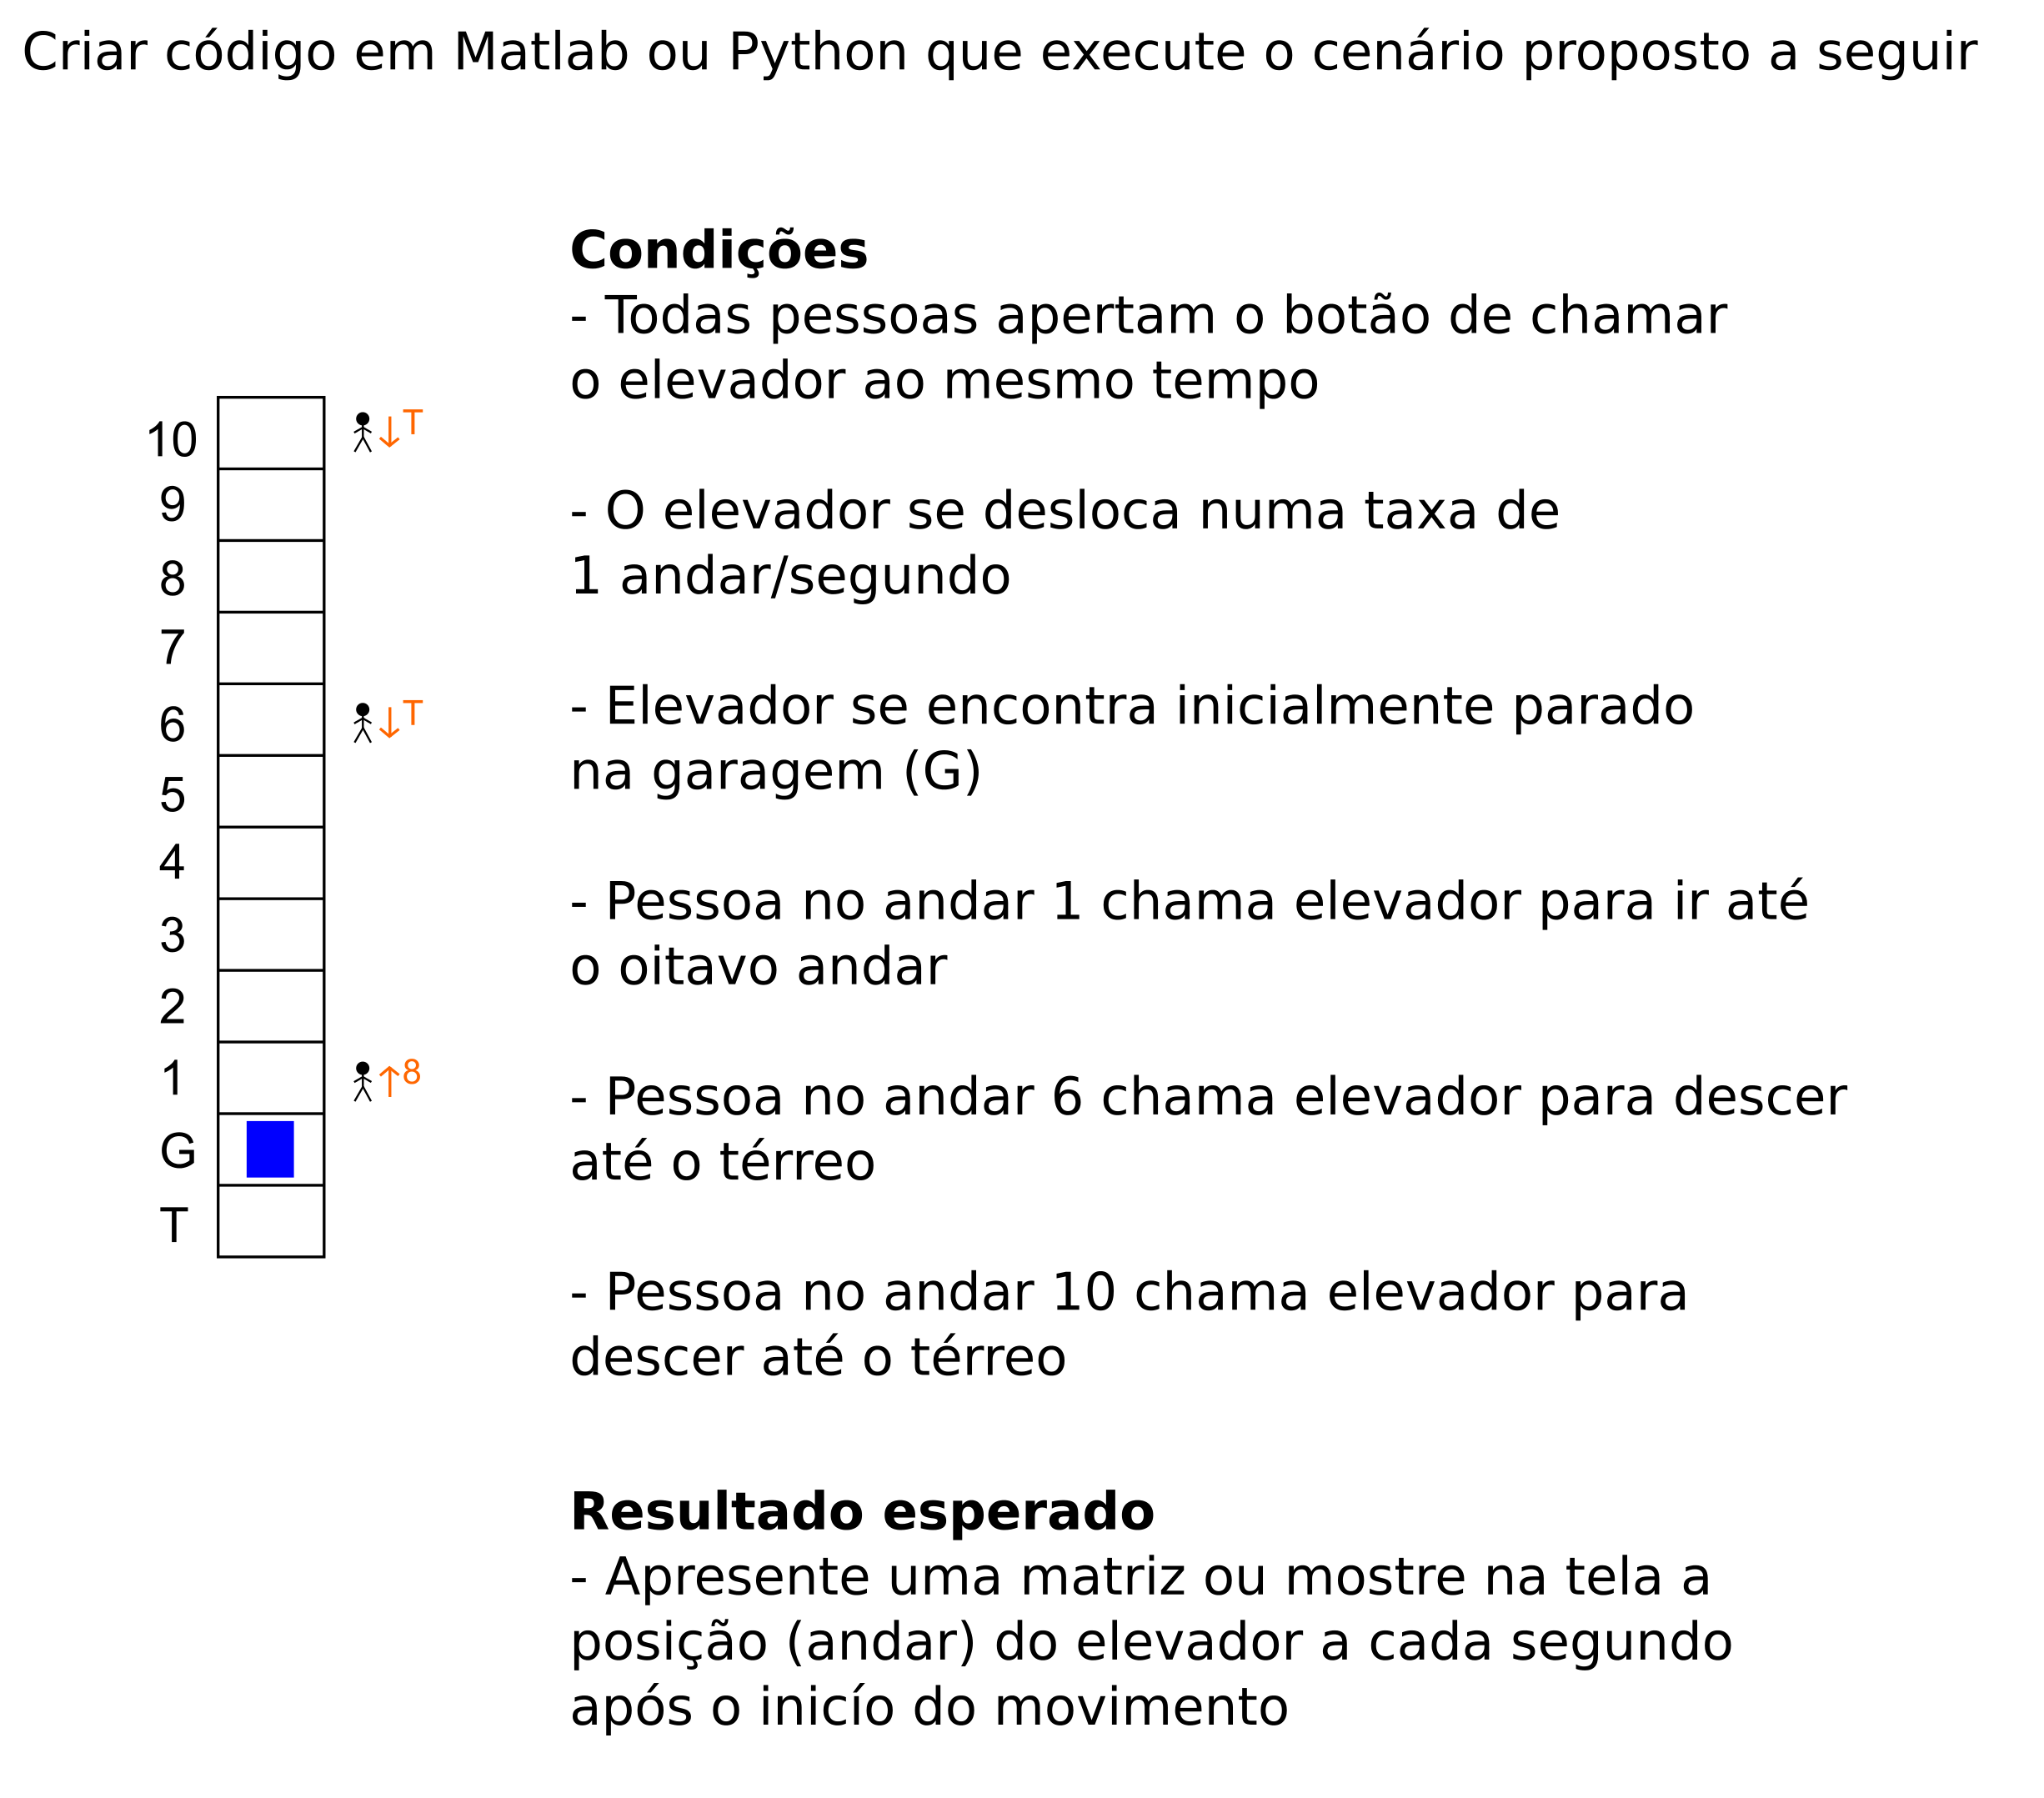 Criar código em Matlab ou Python que execute o cenário proposto a seguir
Condições
- Todas pessoas apertam o botão de chamar
o elevador ao mesmo tempo
- O elevador se desloca numa taxa de
1 andar/segundo
- Elevador se encontra inicialmente parado
na garagem (G)
- Pessoa no andar 1 chama elevador para ir até
o oitavo andar
- Pessoa no andar 6 chama elevador para descer
até o térreo
- Pessoa no andar 10 chama elevador para
descer até o térreo
Resultado esperado
- Apresente uma matriz ou mostre na tela a
posição (andar) do elevador a cada segundo
após o inicío do movimento
10 T
9
8
7
6 T
5
4
3
2
1 8
G
T